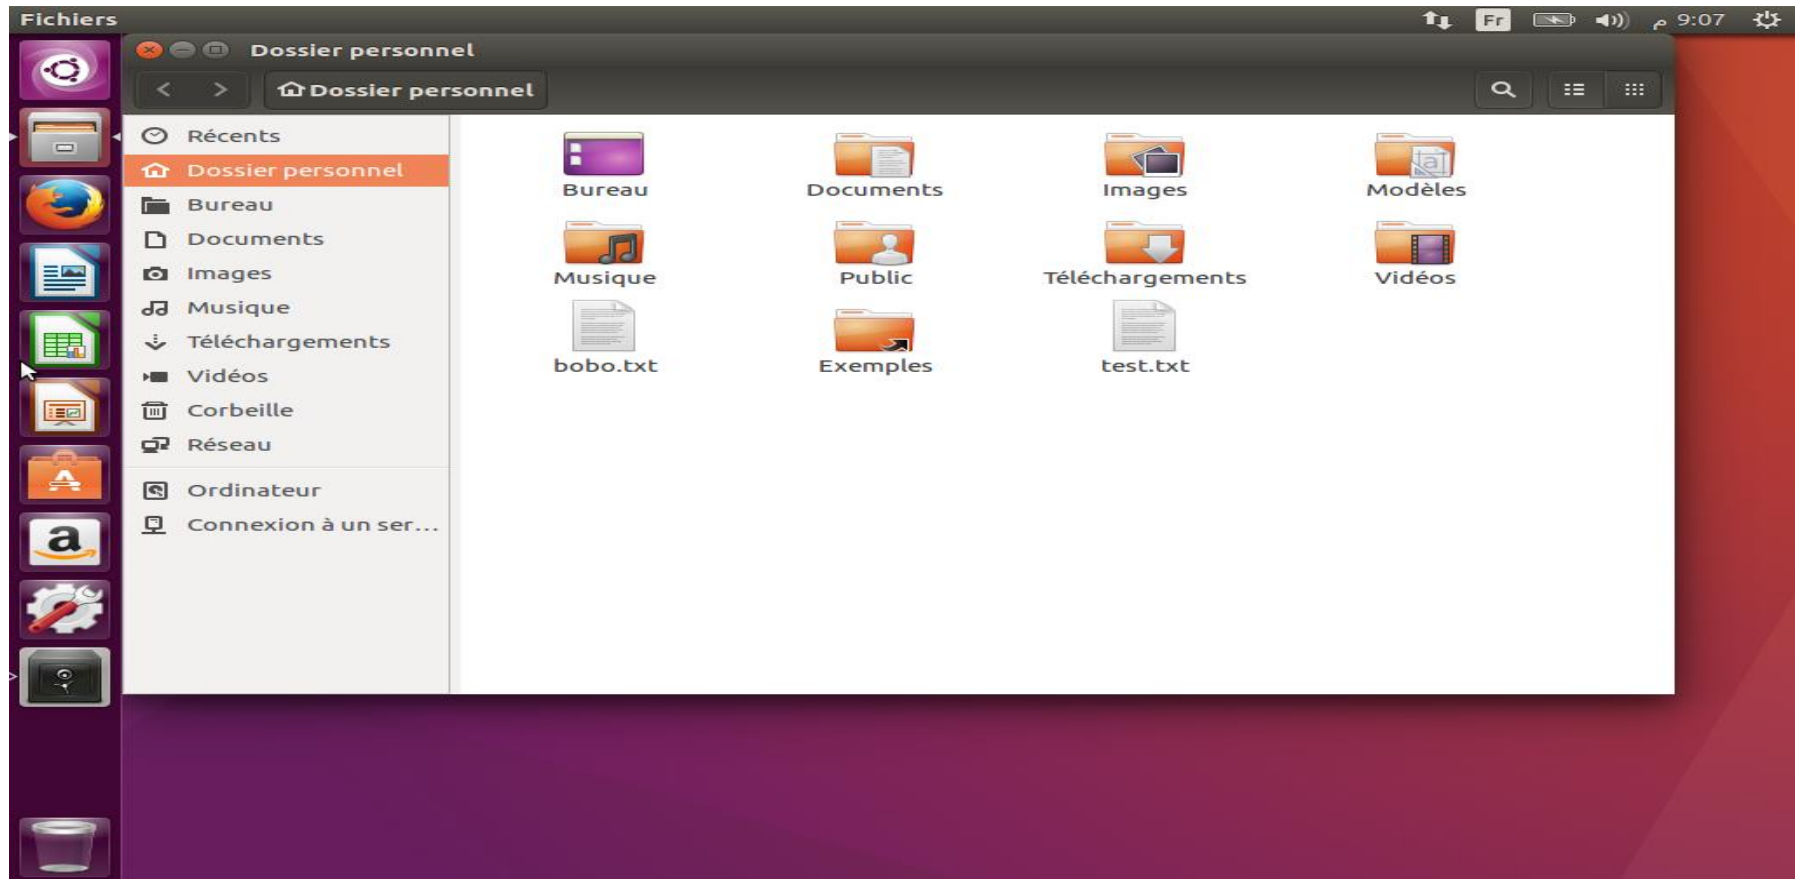 Fichiers
Fr
9:07 م
Dossier personnel
Dossier personnel
Récents
Dossier personnel
Bureau
Documents
Images
Musique
Téléchargements
Vidéos
Corbeille
Réseau
Ordinateur
Connexion à un ser...
Bureau
Documents
Images
Modèles
Musique
Public
Téléchargements
Vidéos
bobo.txt
Exemples
test.txt